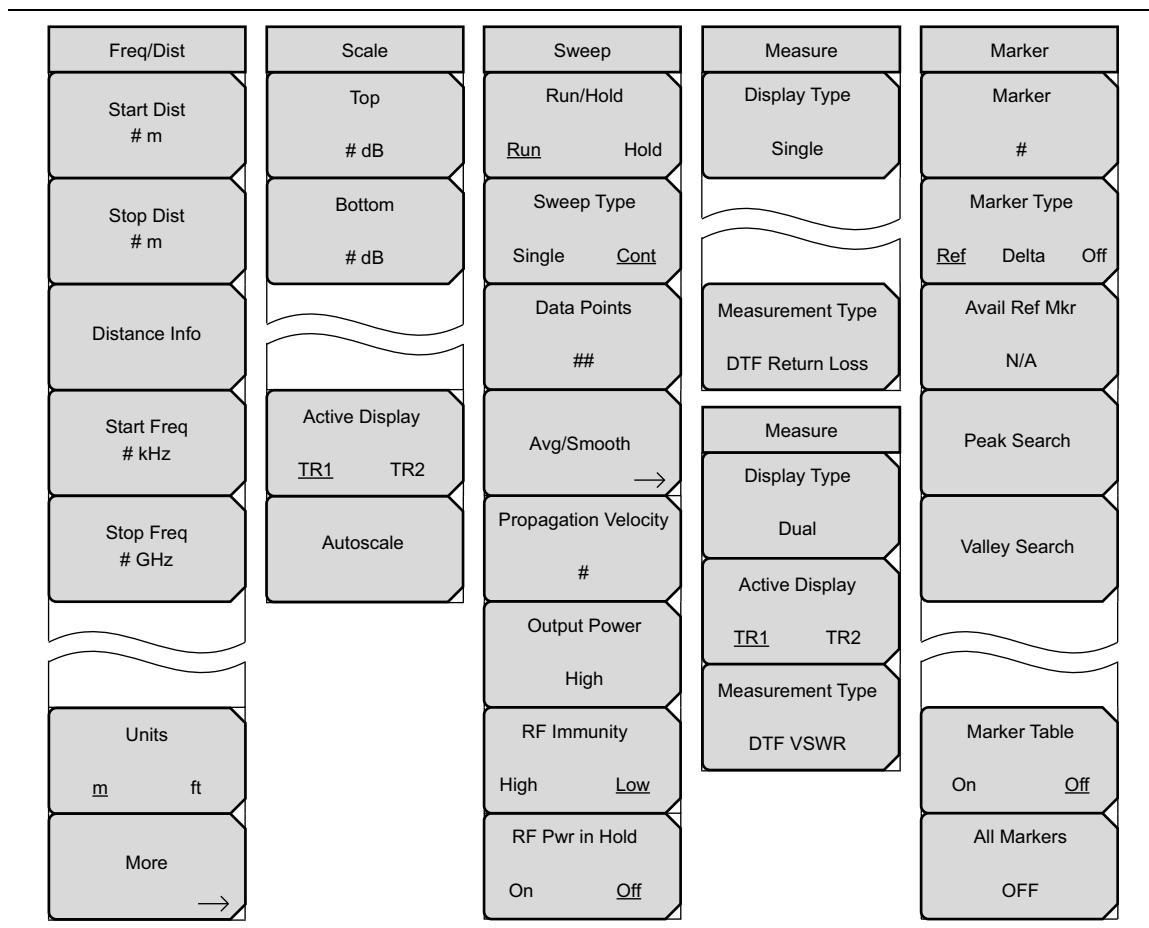 Freq/Dist
Start Dist
# m
Stop Dist
# m
Distance Info
Start Freq
# kHz
Stop Freq
# GHz
Units
m ft
More
Scale
Top
# dB
Bottom
# dB
Active Display
TR1 TR2
Autoscale
Sweep
Run/Hold
Run Hold
Sweep Type
Single Cont
Data Points
##
Avg/Smooth
Propagation Velocity
#
Output Power
High
RF Immunity
High Low
RF Pwr in Hold
On Off
Measure
Display Type
Single
Measurement Type
DTF Return Loss
Measure
Display Type
Dual
Active Display
TR1 TR2
Measurement Type
DTF VSWR
Marker
Marker
#
Marker Type
Ref Delta Off
Avail Ref Mkr
N/A
Peak Search
Valley Search
Marker Table
On Off
All Markers
OFF